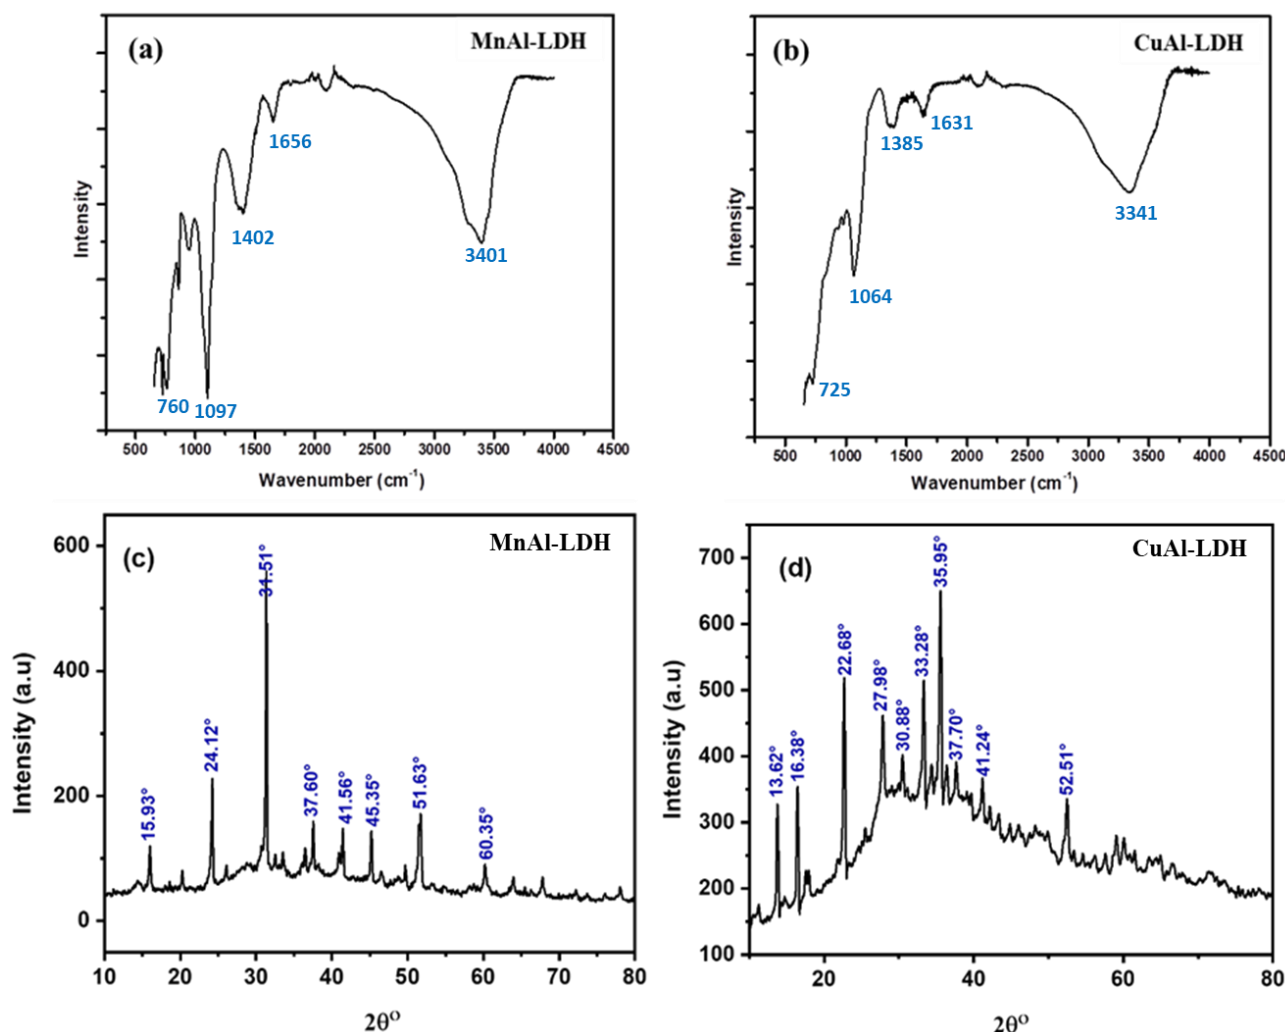 (a)
MnAl-LDH
Intensity
1656
1402
3401
760
1097
500 1000 1500 2000 2500 3000 3500 4000 4500
Wavenumber (cm⁻¹)
(b)
CuAl-LDH
Intensity
1385
1631
3341
1064
725
500 1000 1500 2000 2500 3000 3500 4000 4500
Wavenumber (cm⁻¹)
(c)
MnAl-LDH
Intensity (a.u)
600
400
200
0
15.93°
24.12°
31.51°
37.60°
41.56°
45.35°
51.63°
60.35°
10 20 30 40 50 60 70 80
2θᴼ
(d)
CuAl-LDH
Intensity (a.u)
700
600
500
400
300
200
100
13.62°
16.38°
22.68°
27.98°
30.88°
33.28°
35.95°
37.70°
41.24°
52.51°
20 40 60 80
2θᴼ